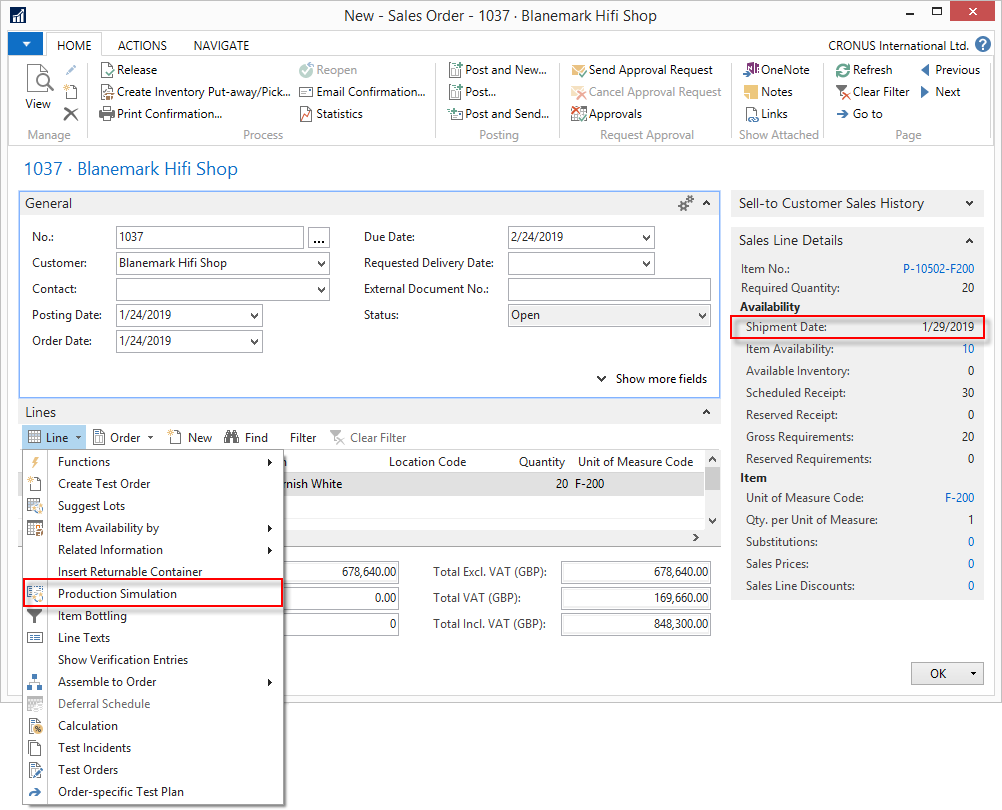 New - Sales Order - 1037 · Blanemark Hifi Shop
HOME ACTIONS NAVIGATE CRONUS International Ltd. ?
View
Manage
Release
Create Inventory Put-away/Pick...
Print Confirmation...
Reopen
Email Confirmation...
Statistics
Process
Post and New...
Post...
Post and Send...
Posting
Send Approval Request
Cancel Approval Request
Approvals
Request Approval
OneNote
Notes
Links
Show Attached
Refresh
Clear Filter
Go to
Previous
Next
Page
1037 · Blanemark Hifi Shop
General
No.: 1037 ...
Customer: Blanemark Hifi Shop
Contact:
Posting Date: 1/24/2019
Order Date: 1/24/2019
Due Date: 2/24/2019
Requested Delivery Date:
External Document No.:
Status: Open
Show more fields
Lines
Line Order New Find Filter Clear Filter
Location Code Quantity Unit of Measure Code
nish White 20 F-200
Functions
Create Test Order
Suggest Lots
Item Availability by
Related Information
Insert Returnable Container
Production Simulation
Item Bottling
Line Texts
Show Verification Entries
Assemble to Order
Deferral Schedule
Calculation
Test Incidents
Test Orders
Order-specific Test Plan
678,640.00 Total Excl. VAT (GBP): 678,640.00
0.00 Total VAT (GBP): 169,660.00
0 Total Incl. VAT (GBP): 848,300.00
Sell-to Customer Sales History
Sales Line Details
Item No.: P-10502-F200
Required Quantity: 20
Availability
Shipment Date: 1/29/2019
Item Availability: 10
Available Inventory: 0
Scheduled Receipt: 30
Reserved Receipt: 0
Gross Requirements: 20
Reserved Requirements: 0
Item
Unit of Measure Code: F-200
Qty. per Unit of Measure: 1
Substitutions: 0
Sales Prices: 0
Sales Line Discounts: 0
OK